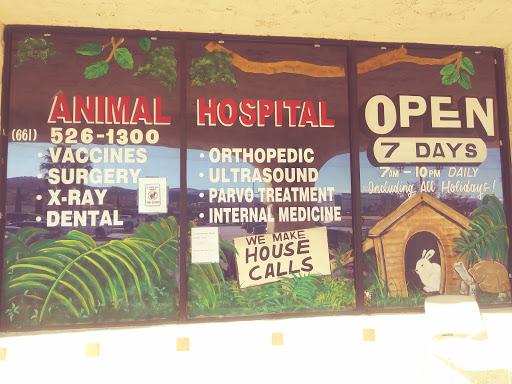 ANIMAL HOSPITAL
(661) 526-1300
• VACCINES
• SURGERY
• X-RAY
• DENTAL
• ORTHOPEDIC
• ULTRASOUND
• PARVO TREATMENT
• INTERNAL MEDICINE
WE MAKE
HOUSE
CALLS
OPEN
7 DAYS
7AM - 10PM DAILY
Including All Holidays!